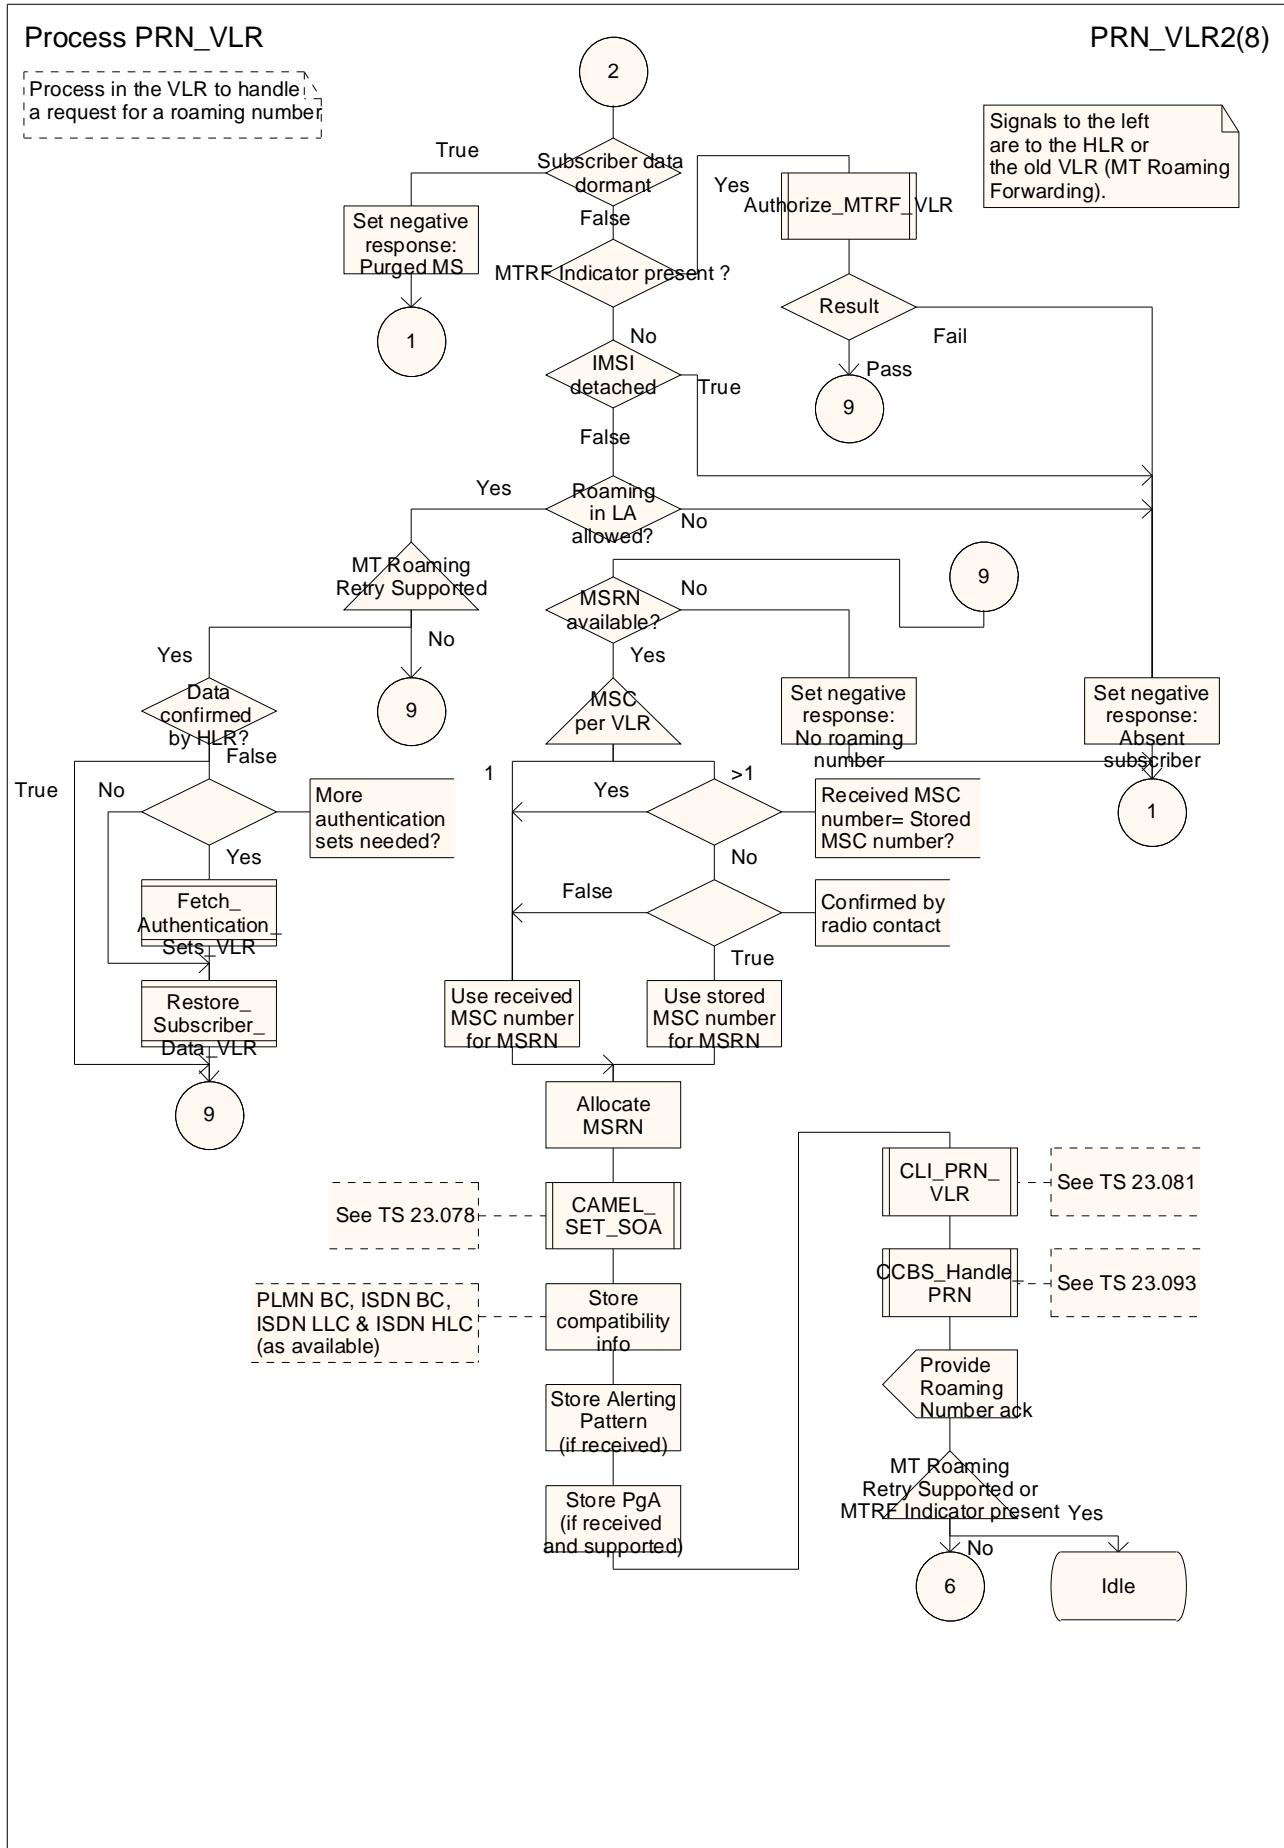 Process PRN_VLR
PRN_VLR2(8)
Process in the VLR to handle
a request for a roaming number
2
Signals to the left
are to the HLR or
the old VLR (MT Roaming
Forwarding).
True
Subscriber data
dormant
Yes
Authorize_MTRF_VLR
False
Set negative
response:
Purged MS
MTRF Indicator present ?
Result
1
No
Fail
IMSI
detached
True
Pass
9
False
Yes
Roaming
in LA
allowed?
No
MT Roaming
Retry Supported
9
MSRN
available?
No
No
Yes
Yes
Data
confirmed
by HLR?
9
MSC
per VLR
Set negative
response:
No roaming
number
Set negative
response:
Absent
subscriber
False
True
No
1
>1
Yes
More
authentication
sets needed?
Received MSC
number= Stored
MSC number?
1
Yes
No
Fetch_
Authentication_
Sets_VLR
False
Confirmed by
radio contact
True
Restore_
Subscriber_
Data_VLR
Use received
MSC number
for MSRN
Use stored
MSC number
for MSRN
9
Allocate
MSRN
See TS 23.078
CAMEL_
SET_SOA
CLI_PRN_
VLR
See TS 23.081
PLMN BC, ISDN BC,
ISDN LLC & ISDN HLC
(as available)
Store
compatibility
info
CCBS_Handle_
PRN
See TS 23.093
Store Alerting
Pattern
(if received)
Provide
Roaming
Number ack
Store PgA
(if received
and supported)
MT Roaming
Retry Supported or
MTRF Indicator present
Yes
No
6
Idle